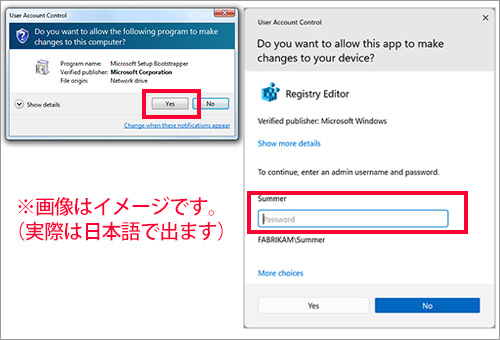 User Account Control
Do you want to allow the following program to make
changes to this computer?
Program name: Microsoft Setup Bootstrapper
Verified publisher: Microsoft Corporation
File origin: Network drive
Show details
Yes
No
Change when these notifications appear
※画像はイメージです。
（実際は日本語で出ます）
User Account Control
Do you want to allow this app to make
changes to your device?
Registry Editor
Verified publisher: Microsoft Windows
Show more details
To continue, enter an admin username and password.
Summer
Password
FABRIKAM\Summer
More choices
Yes
No